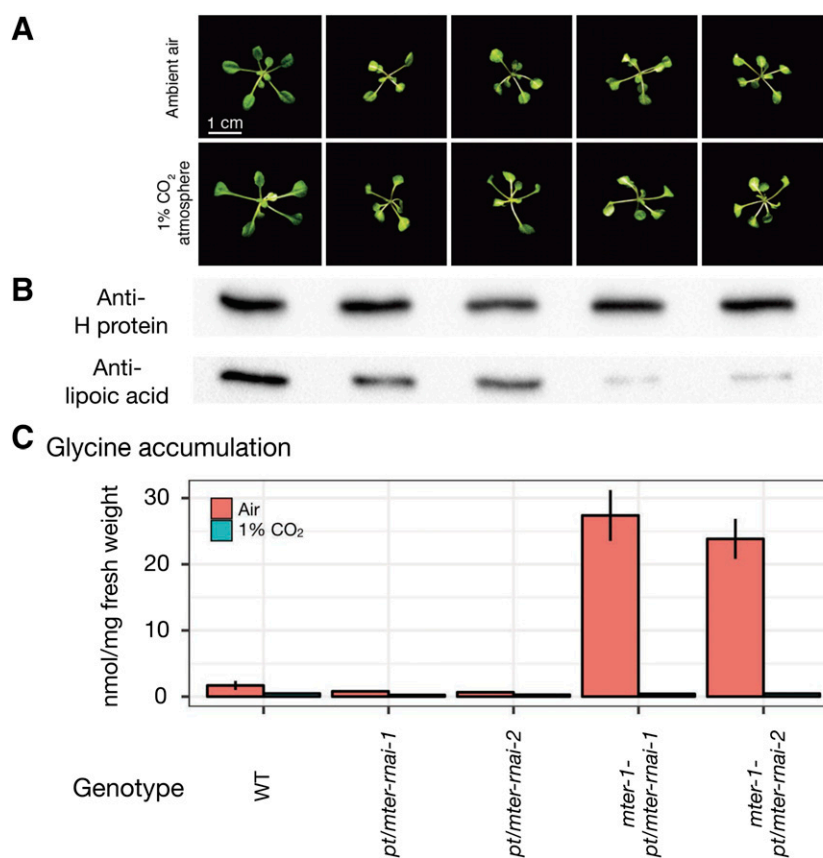 A
Ambient air
1 cm
1% CO₂
atmosphere
B
Anti-
H protein
Anti-
lipoic acid
C Glycine accumulation
nmol/mg fresh weight
30
20
10
0
Air
1% CO₂
Genotype
WT
pt/mter-rnai-1
pt/mter-rnai-2
mter-1-
pt/mter-rnai-1
mter-1-
pt/mter-rnai-2